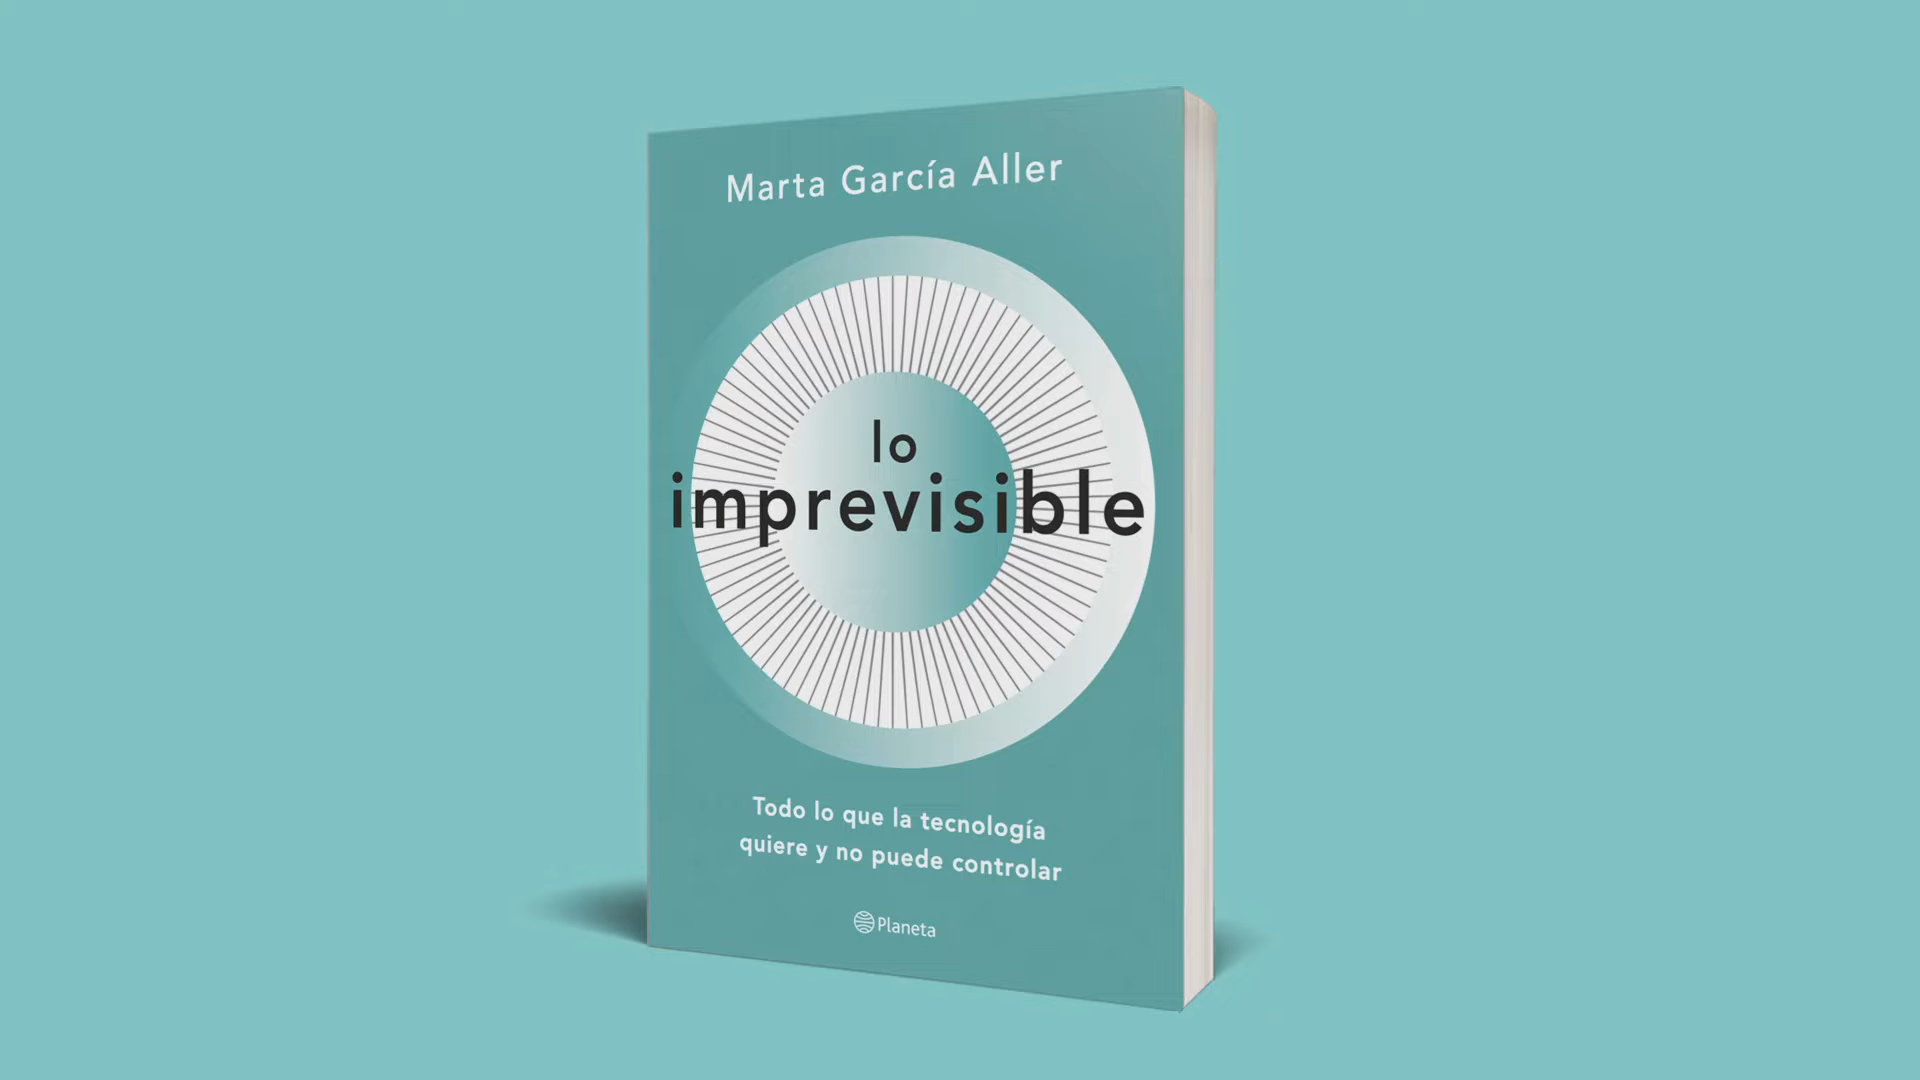 Marta García Aller
lo
imprevisible
Todo lo que la tecnología
quiere y no puede controlar
Planeta